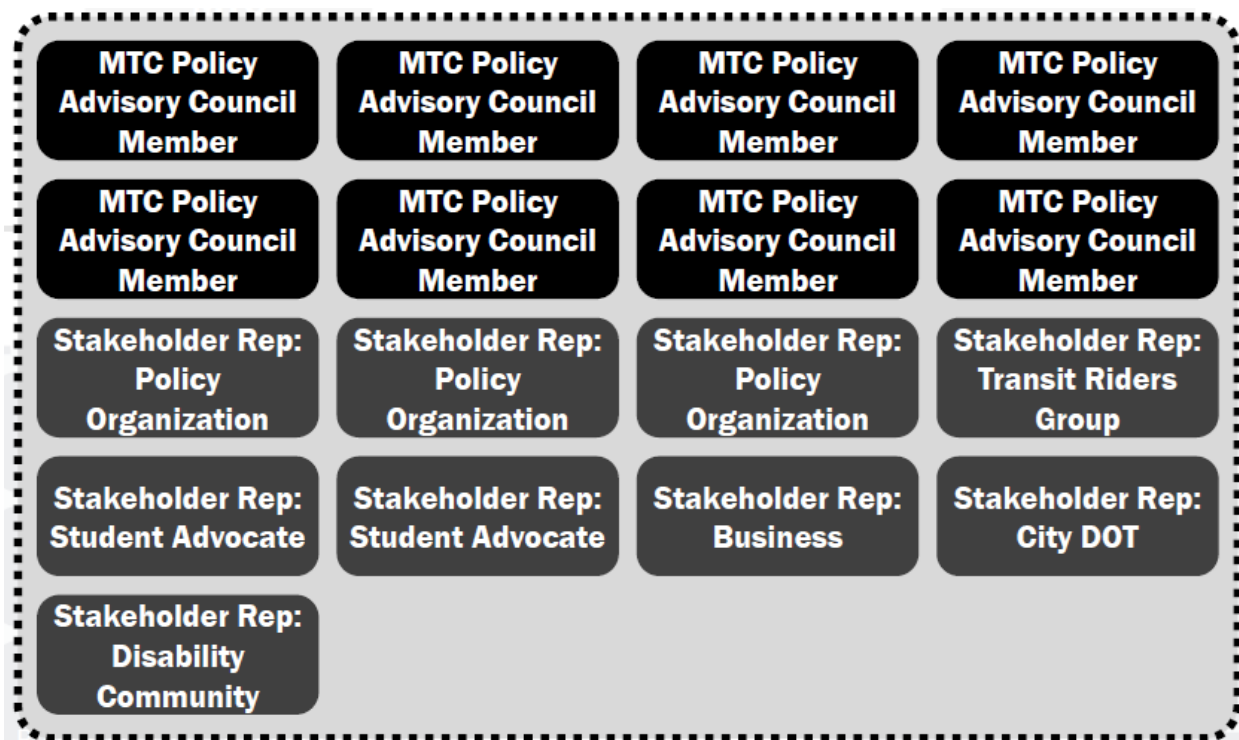 MTC Policy
Advisory Council
Member
MTC Policy
Advisory Council
Member
MTC Policy
Advisory Council
Member
MTC Policy
Advisory Council
Member
MTC Policy
Advisory Council
Member
MTC Policy
Advisory Council
Member
MTC Policy
Advisory Council
Member
MTC Policy
Advisory Council
Member
Stakeholder Rep:
Policy
Organization
Stakeholder Rep:
Policy
Organization
Stakeholder Rep:
Policy
Organization
Stakeholder Rep:
Transit Riders
Group
Stakeholder Rep:
Student Advocate
Stakeholder Rep:
Student Advocate
Stakeholder Rep:
Business
Stakeholder Rep:
City DOT
Stakeholder Rep:
Disability
Community